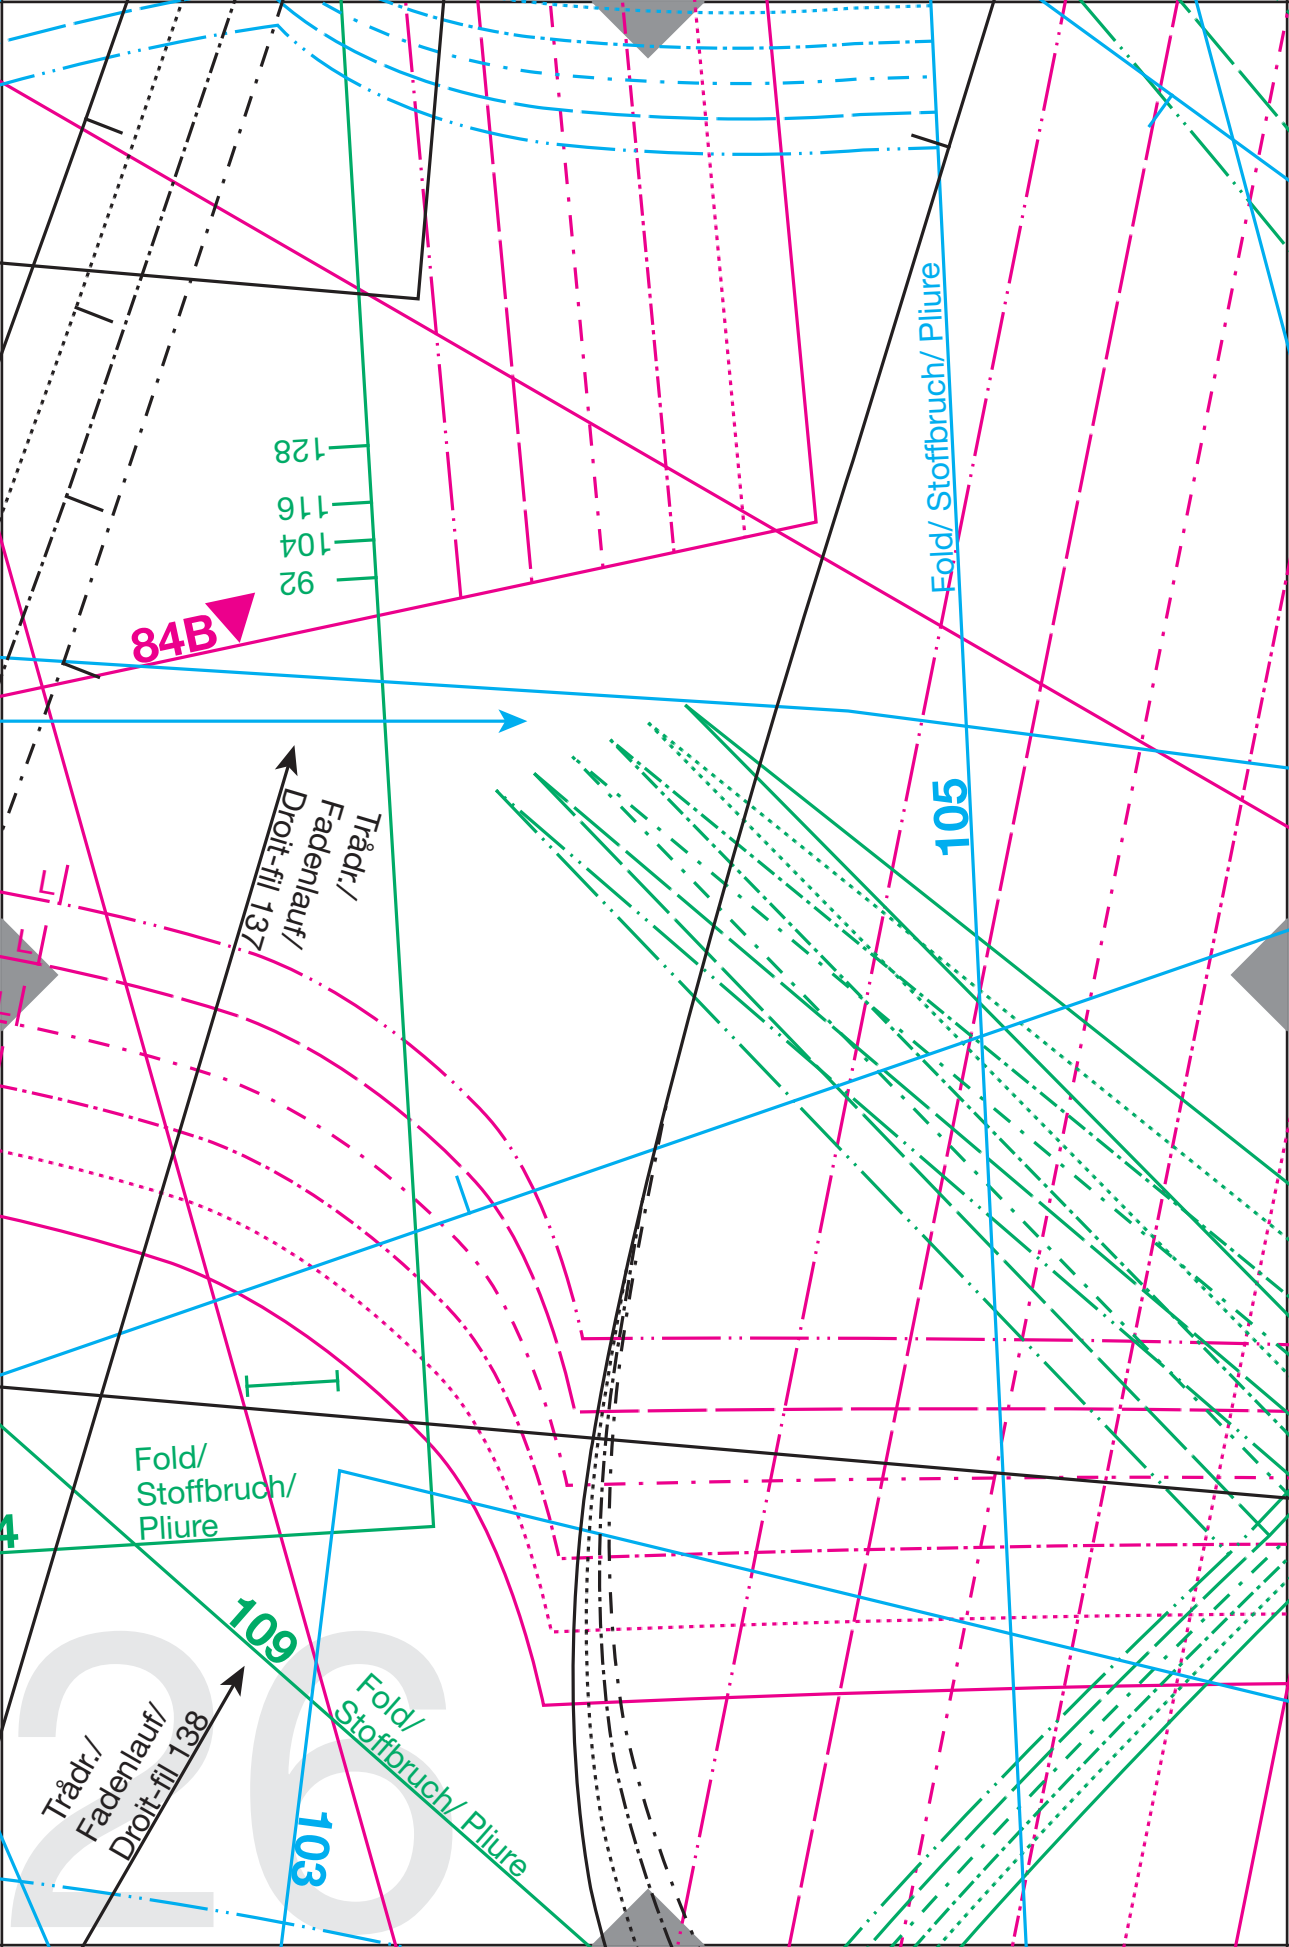 Fold/ Stoffbruch/ Pliure
128
116
104
92
84B
105
Trådr./
Fadenlauf/
Droit-fil 137
Fold/
Stoffbruch/
Pliure
4
109
26
Fold/
Stoffbruch/ Pliure
Trådr./
Fadenlauf/
Droit-fil 138
103